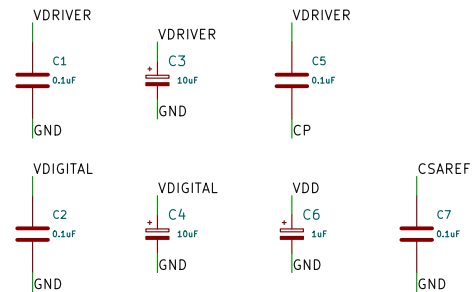 VDRIVER
C1
0.1uF
GND
VDRIVER
+
C3
10uF
GND
VDRIVER
C5
0.1uF
CP
VDIGITAL
C2
0.1uF
GND
VDIGITAL
+
C4
10uF
GND
VDD
+
C6
1uF
GND
CSAREF
C7
0.1uF
GND